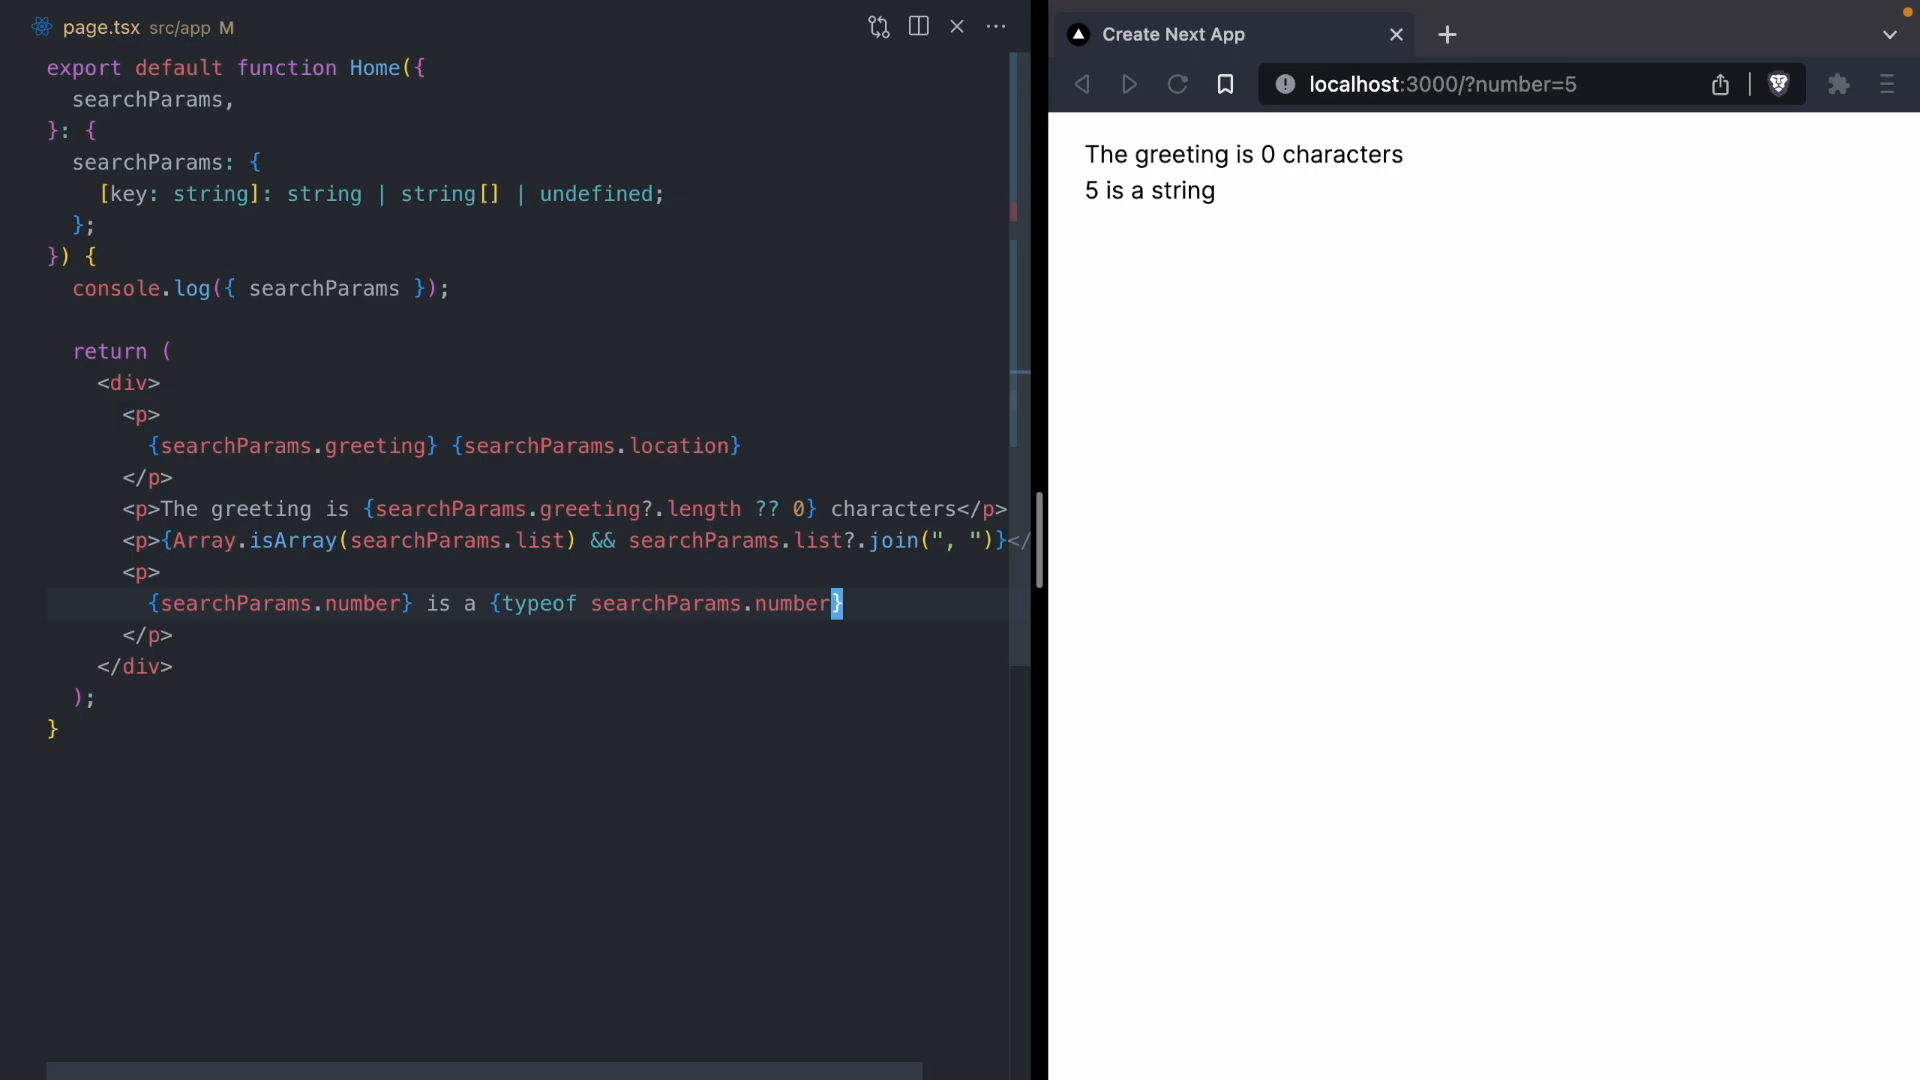 page.tsx src/app M
export default function Home({
searchParams,
}: {
searchParams: {
[key: string]: string | string[] | undefined;
};
}) {
console.log({ searchParams });
return (
<div>
<p>
{searchParams.greeting} {searchParams.location}
</p>
<p>The greeting is {searchParams.greeting?.length ?? 0} characters</p>
<p>{Array.isArray(searchParams.list) && searchParams.list?.join(", ")}</
<p>
{searchParams.number} is a {typeof searchParams.number}
</p>
</div>
);
}
Create Next App
localhost:3000/?number=5
The greeting is 0 characters
5 is a string